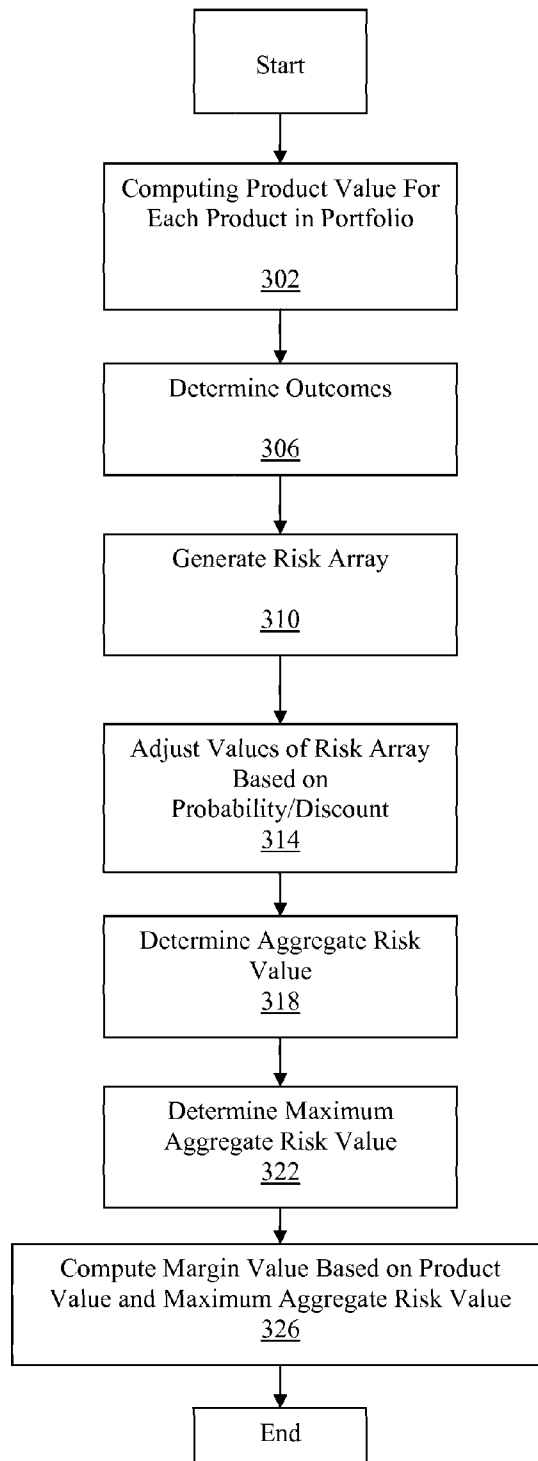 Start
Computing Product Value For
Each Product in Portfolio
302
Determine Outcomes
306
Generate Risk Array
310
Adjust Values of Risk Array
Based on
Probability/Discount
314
Determine Aggregate Risk
Value
318
Determine Maximum
Aggregate Risk Value
322
Compute Margin Value Based on Product
Value and Maximum Aggregate Risk Value
326
End